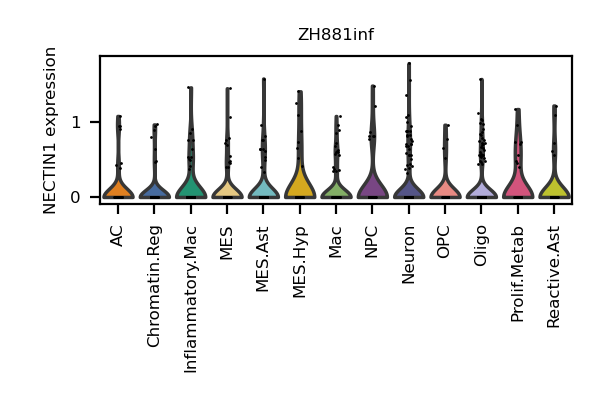 ZH881inf
NECTIN1 expression
1
0
AC
Chromatin.Reg
Inflammatory.Mac
MES
MES.Ast
MES.Hyp
Mac
NPC
Neuron
OPC
Oligo
Prolif.Metab
Reactive.Ast